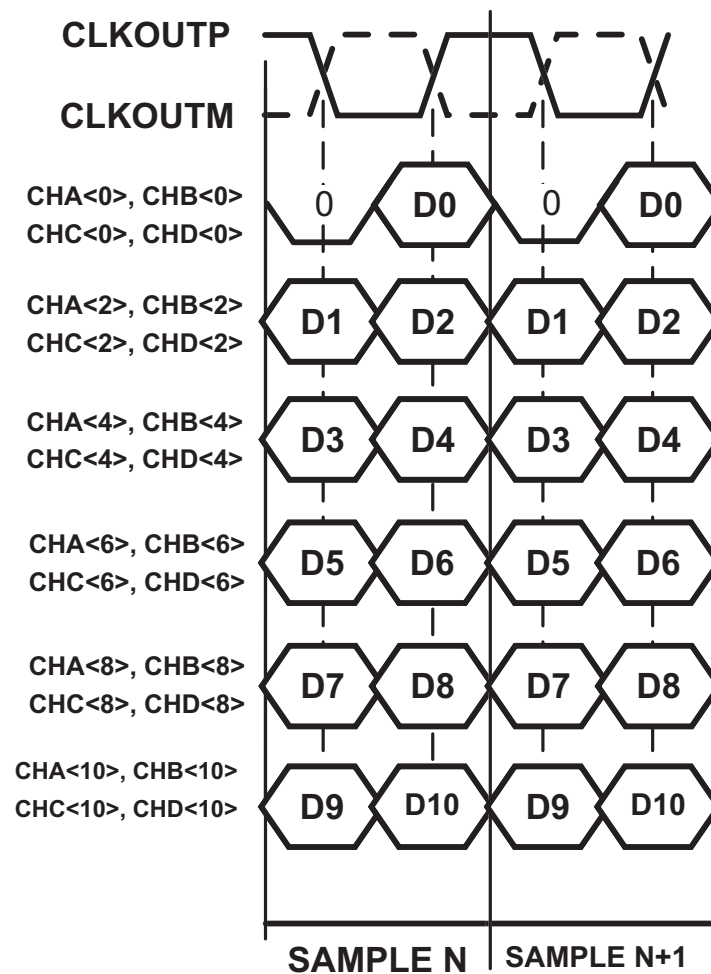 CLKOUTP
CLKOUTM
CHA<0>, CHB<0>
CHC<0>, CHD<0>
0 D0 0 D0
CHA<2>, CHB<2>
CHC<2>, CHD<2>
D1 D2 D1 D2
CHA<4>, CHB<4>
CHC<4>, CHD<4>
D3 D4 D3 D4
CHA<6>, CHB<6>
CHC<6>, CHD<6>
D5 D6 D5 D6
CHA<8>, CHB<8>
CHC<8>, CHD<8>
D7 D8 D7 D8
CHA<10>, CHB<10>
CHC<10>, CHD<10>
D9 D10 D9 D10
SAMPLE N SAMPLE N+1